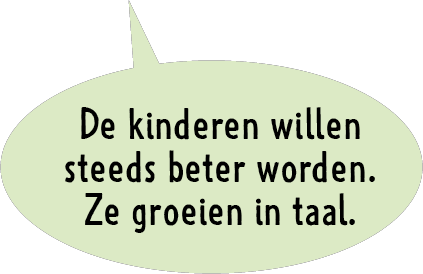 De kinderen willen
steeds beter worden.
Ze groeien in taal.